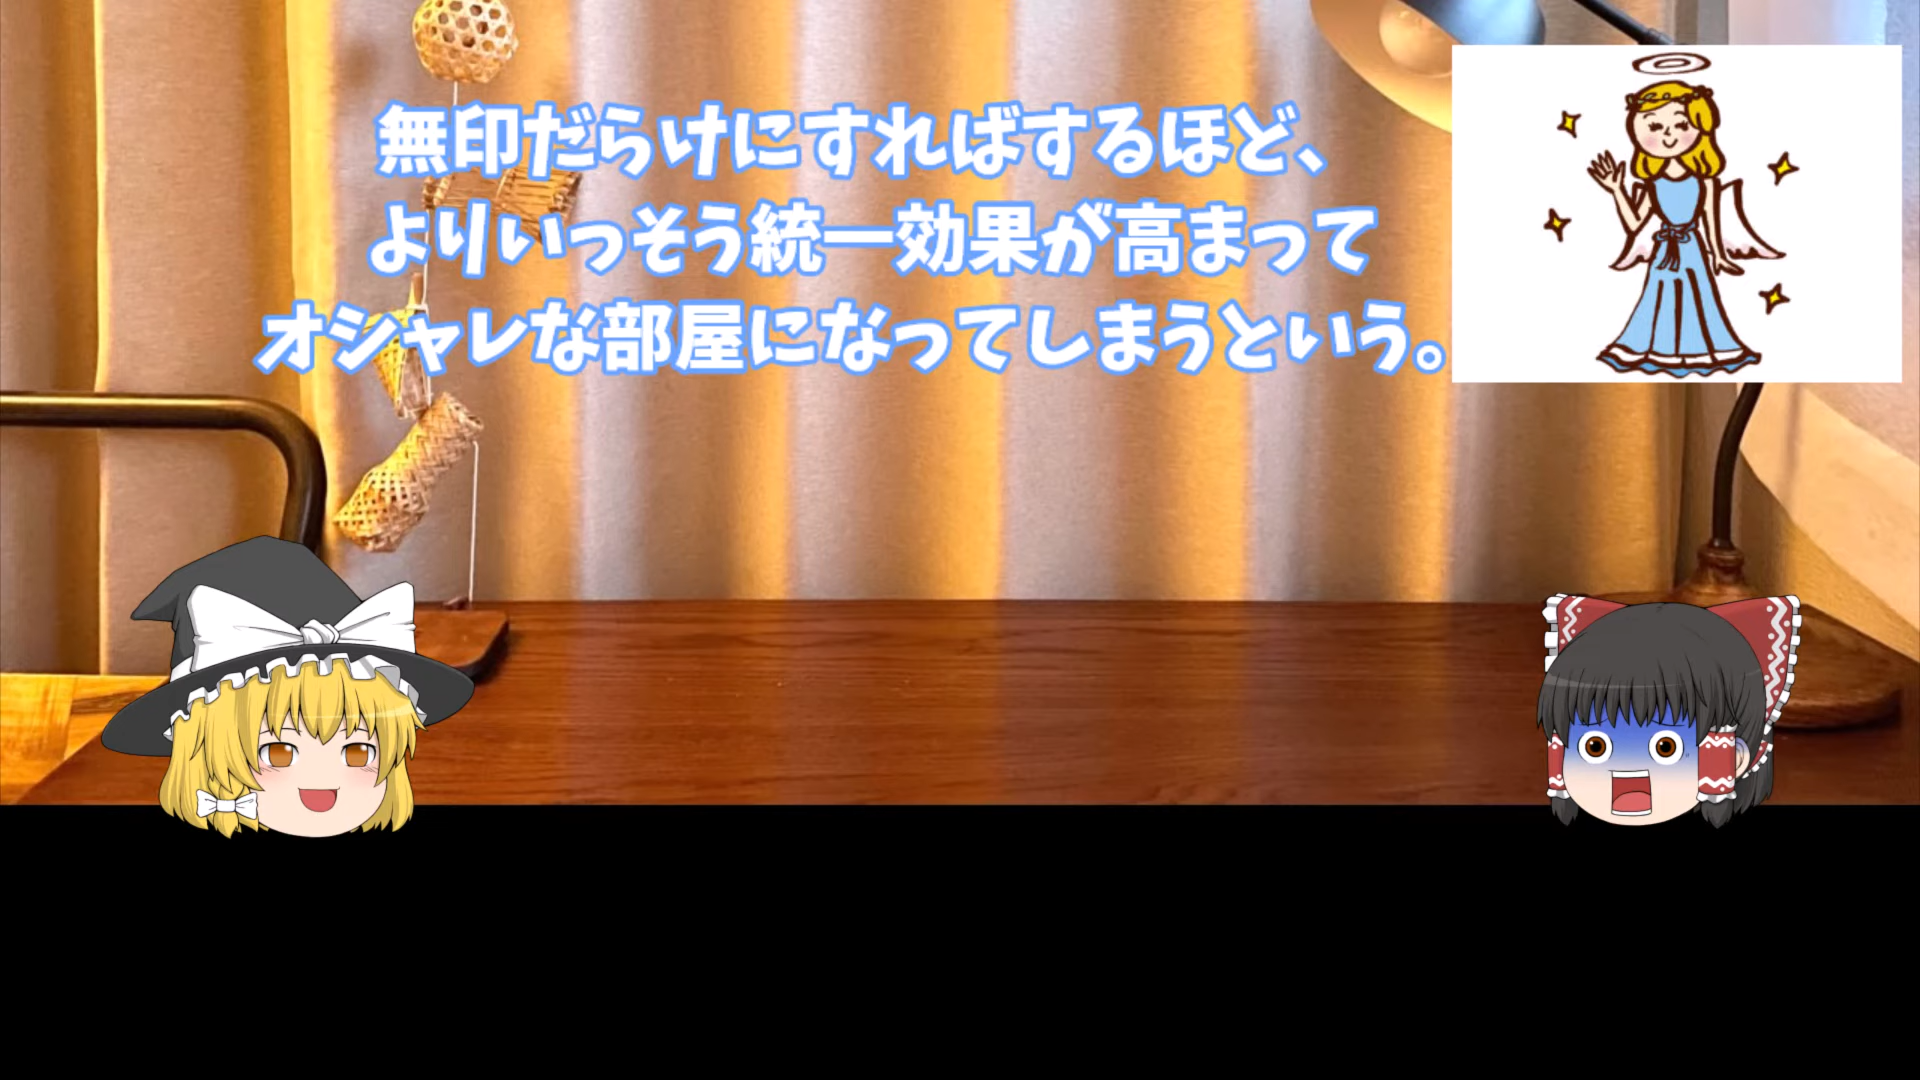 無印だらけにすればするほど、
よりいっそう統一効果が高まって
オシャレな部屋になってしまうという。